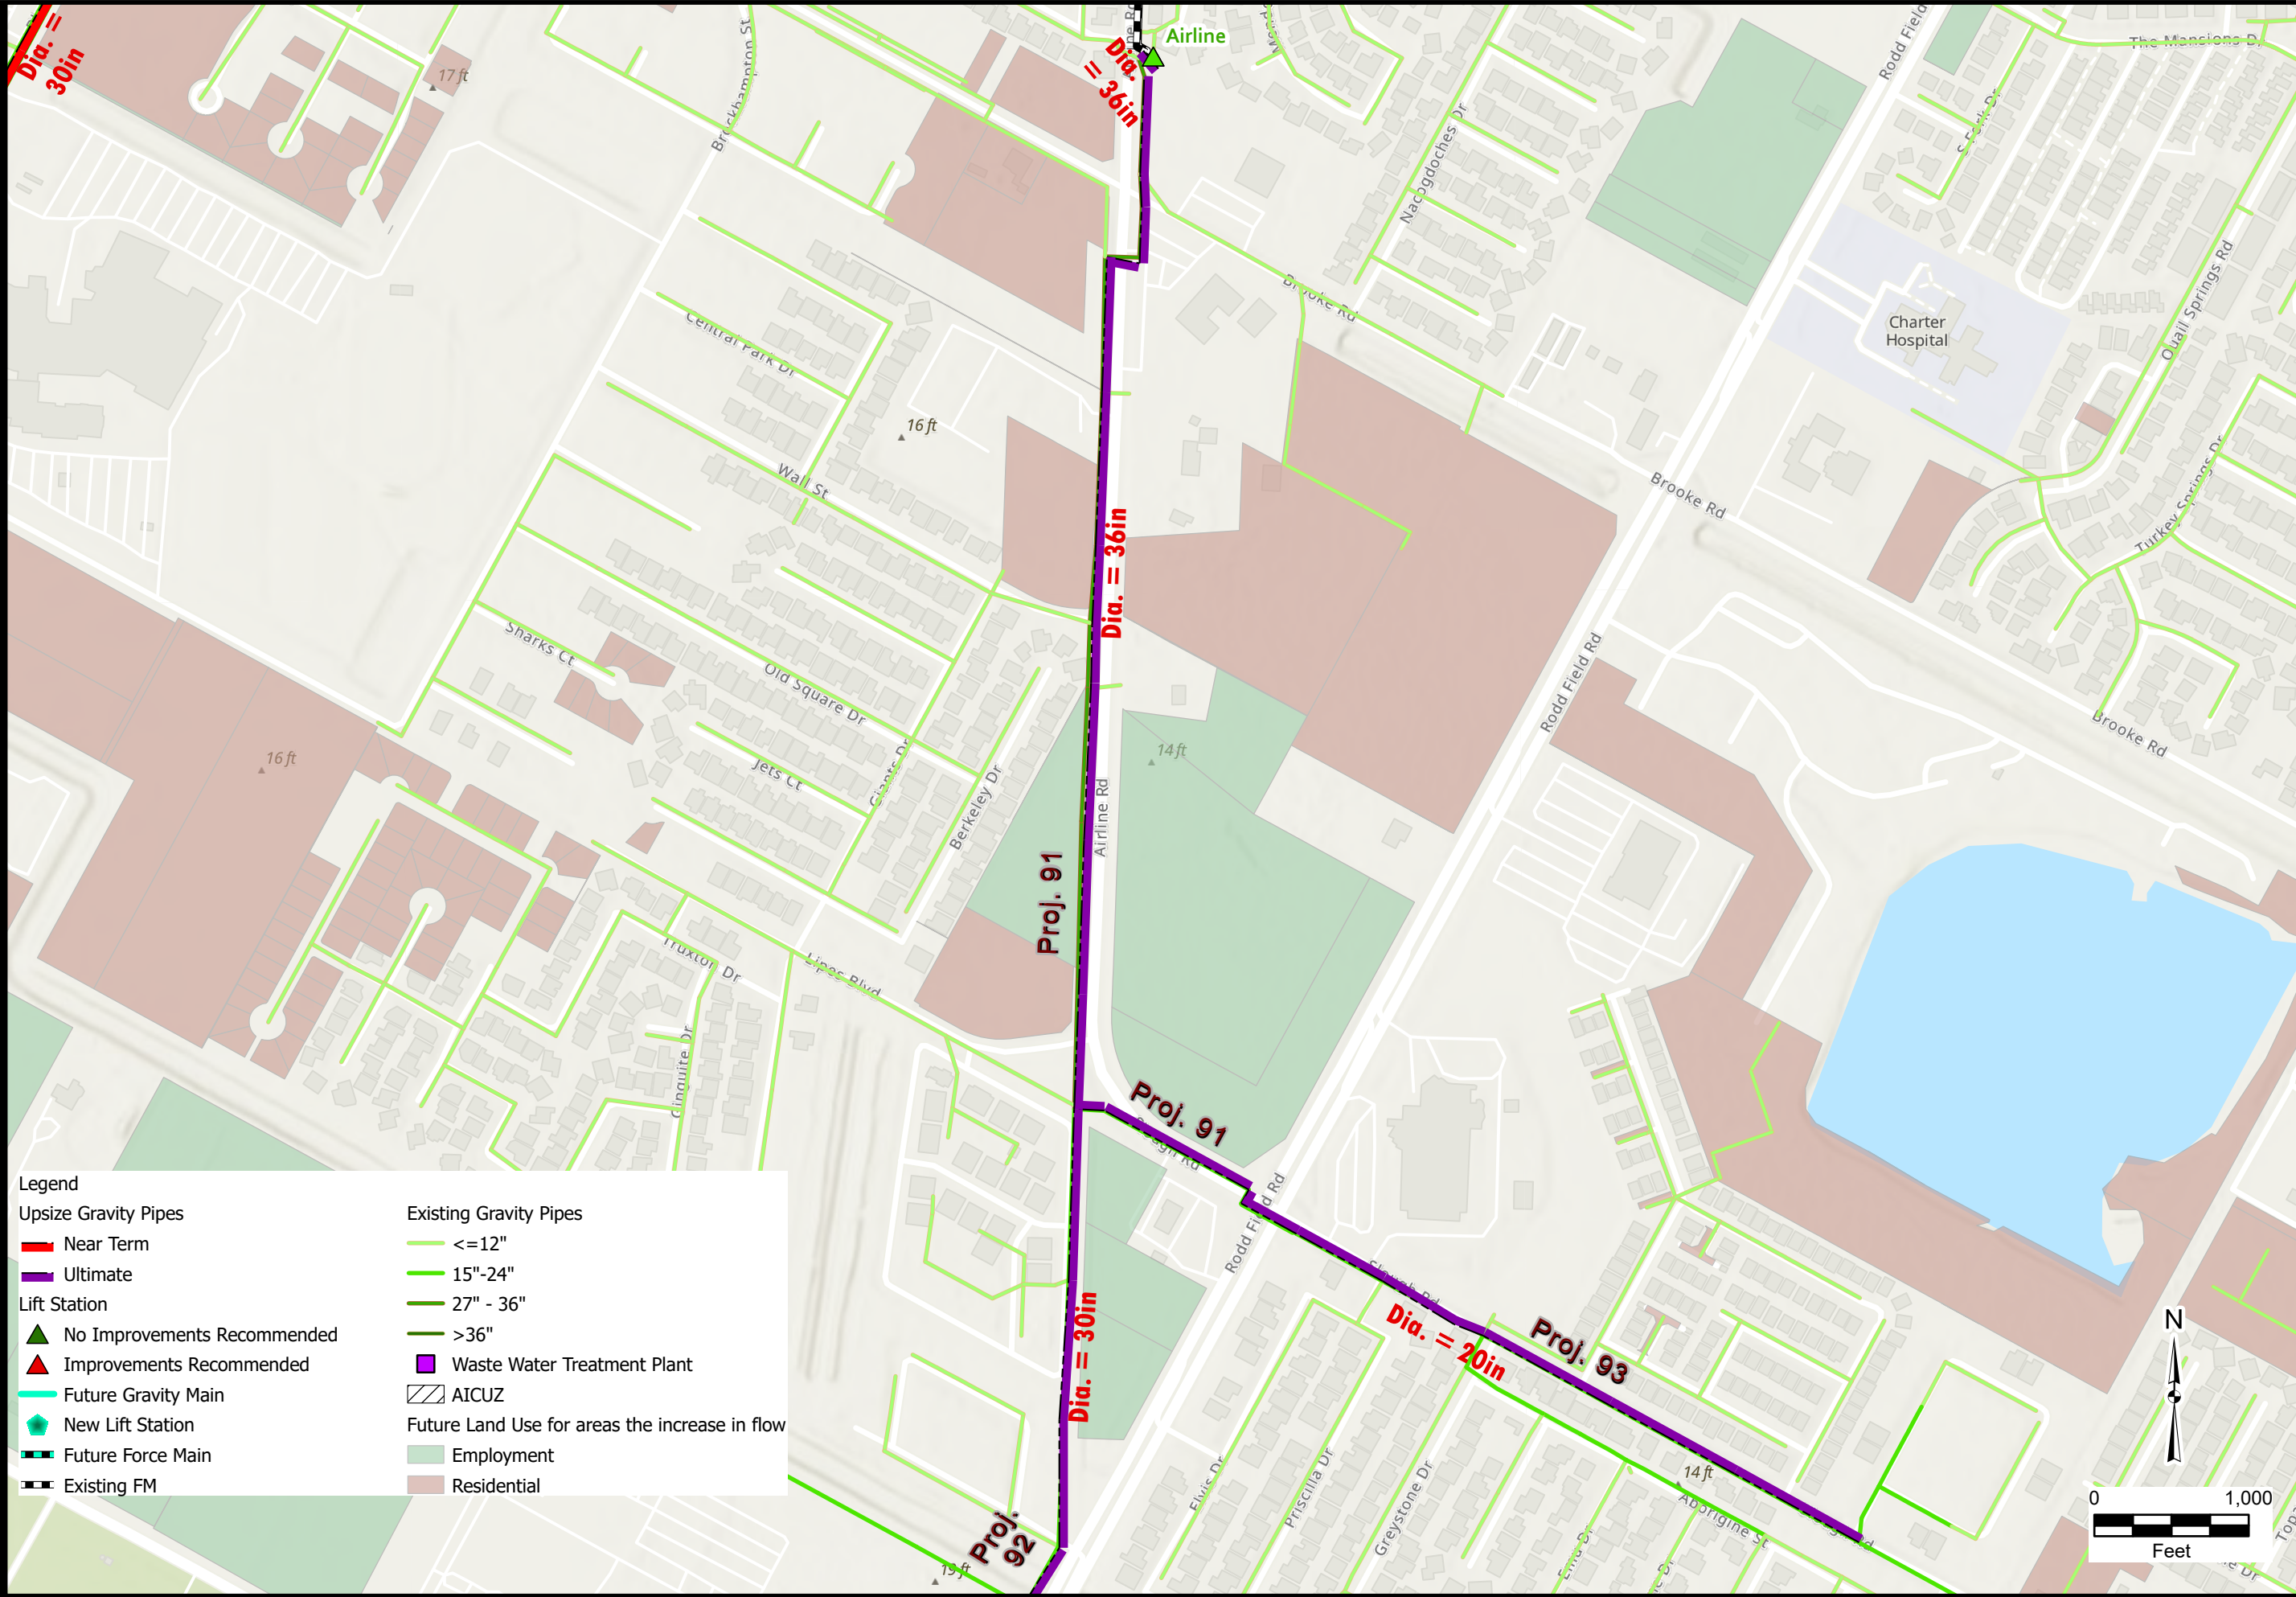 Dia. =
30in
17 ft
Brockhampton St
Airline
Dia.
= 36in
Nacogdoches Dr
Rodd Field
The Mansions Dr
S Fork Dr
Quail Springs Rd
Charter
Hospital
Brooke Rd
Central Park Dr
16 ft
Wall St
Brooke Rd
Turkey Springs Dr
Dia. = 36in
Sharks Ct
Old Square Dr
Rodd Field Rd
Brooke Rd
16 ft
14 ft
Jets Ct
Giants Dr
Berkeley Dr
Airline Rd
Proj. 91
Truxton Dr
Lipes Blvd
Proj. 91
Rodd Field Rd
Slough Rd
Dia. = 30in
Dia. = 20in
Proj. 93
Elvis Dr
Priscilla Dr
Greystone Dr
14 ft
Aborigine St
Proj.
92
19 ft
Legend
Upsize Gravity Pipes
Near Term
Ultimate
Lift Station
No Improvements Recommended
Improvements Recommended
Future Gravity Main
New Lift Station
Future Force Main
Existing FM
Existing Gravity Pipes
<=12"
15"-24"
27" - 36"
>36"
Waste Water Treatment Plant
AICUZ
Future Land Use for areas the increase in flow
Employment
Residential
N
0 1,000
Feet